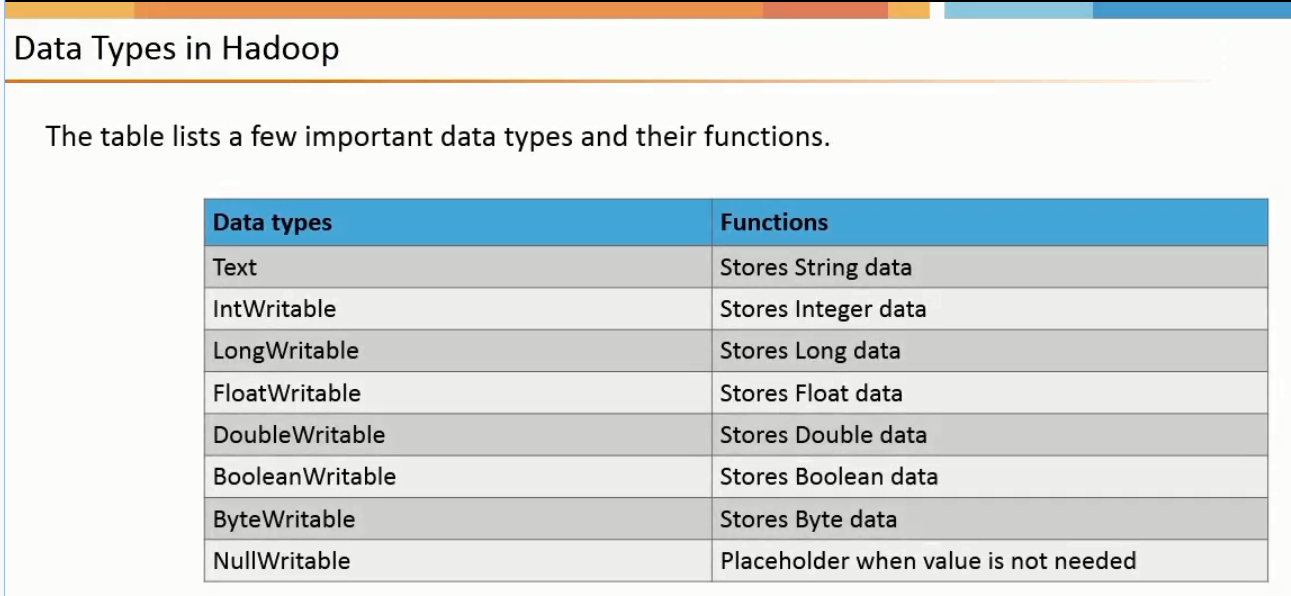 Data Types in Hadoop
The table lists a few important data types and their functions.
Data types Functions
Text Stores String data
IntWritable Stores Integer data
LongWritable Stores Long data
FloatWritable Stores Float data
DoubleWritable Stores Double data
BooleanWritable Stores Boolean data
ByteWritable Stores Byte data
NullWritable Placeholder when value is not needed